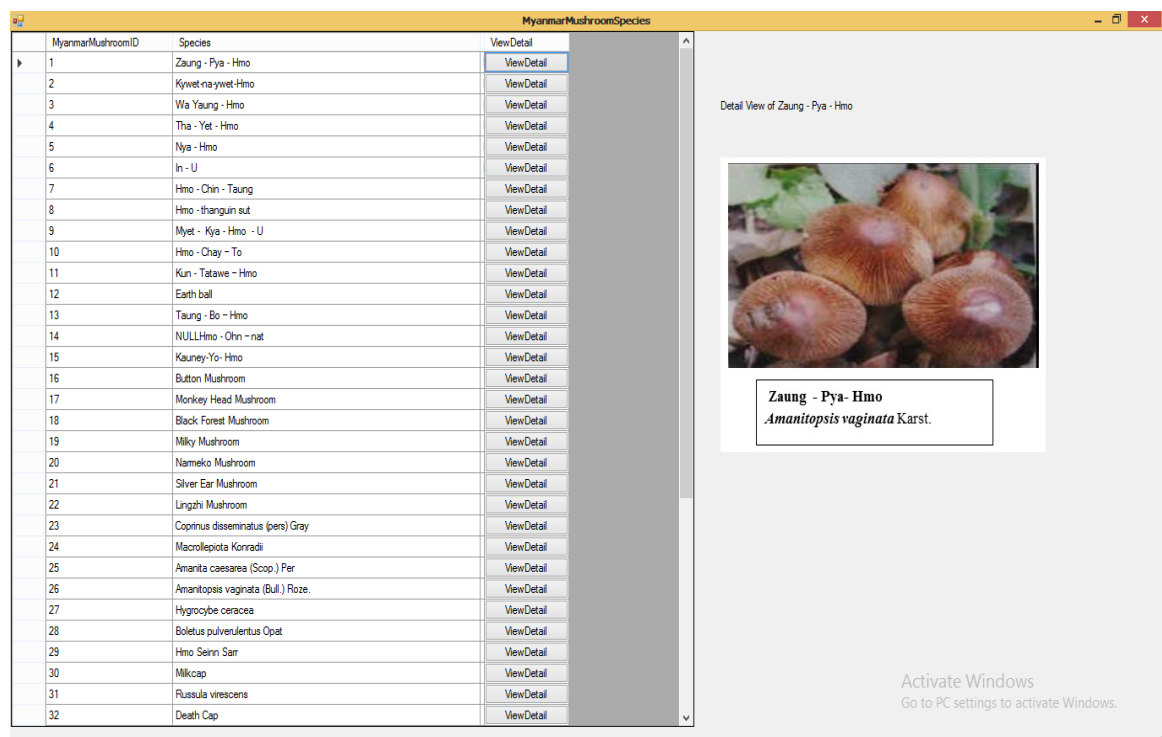 MyanmarMushroomSpecies
MyanmarMushroomID Species ViewDetail
1 Zaung - Pya - Hmo ViewDetail
2 Kywet-na-ywet-Hmo ViewDetail
3 Wa Yaung - Hmo ViewDetail
4 Tha - Yet - Hmo ViewDetail
5 Nya - Hmo ViewDetail
6 In - U ViewDetail
7 Hmo - Chin - Taung ViewDetail
8 Hmo - thanguin sut ViewDetail
9 Myet - Kya - Hmo - U ViewDetail
10 Hmo - Chay – To ViewDetail
11 Kun - Tatawe – Hmo ViewDetail
12 Earth ball ViewDetail
13 Taung - Bo – Hmo ViewDetail
14 NULLHmo - Ohn – nat ViewDetail
15 Kauney-Yo- Hmo ViewDetail
16 Button Mushroom ViewDetail
17 Monkey Head Mushroom ViewDetail
18 Black Forest Mushroom ViewDetail
19 Milky Mushroom ViewDetail
20 Narmeko Mushroom ViewDetail
21 Silver Ear Mushroom ViewDetail
22 Lingzhi Mushroom ViewDetail
23 Coprinus disseminatus (pers) Gray ViewDetail
24 Macrollepiota Konradii ViewDetail
25 Amanita caesarea (Scop.) Per ViewDetail
26 Amanitopsis vaginata (Bull.) Roze. ViewDetail
27 Hygrocybe ceracea ViewDetail
28 Boletus pulverulentus Opat ViewDetail
29 Hmo Seinn Sarr ViewDetail
30 Milkcap ViewDetail
31 Russula virescens ViewDetail
32 Death Cap ViewDetail
Detail View of Zaung - Pya - Hmo
Zaung - Pya- Hmo
Amanitopsis vaginata Karst.
Activate Windows
Go to PC settings to activate Windows.